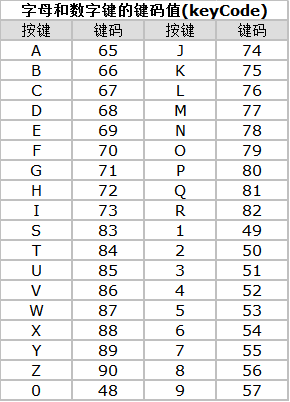 字母和数字键的键码值(keyCode)
按键 键码 按键 键码
A 65 J 74
B 66 K 75
C 67 L 76
D 68 M 77
E 69 N 78
F 70 O 79
G 71 P 80
H 72 Q 81
I 73 R 82
S 83 1 49
T 84 2 50
U 85 3 51
V 86 4 52
W 87 5 53
X 88 6 54
Y 89 7 55
Z 90 8 56
0 48 9 57